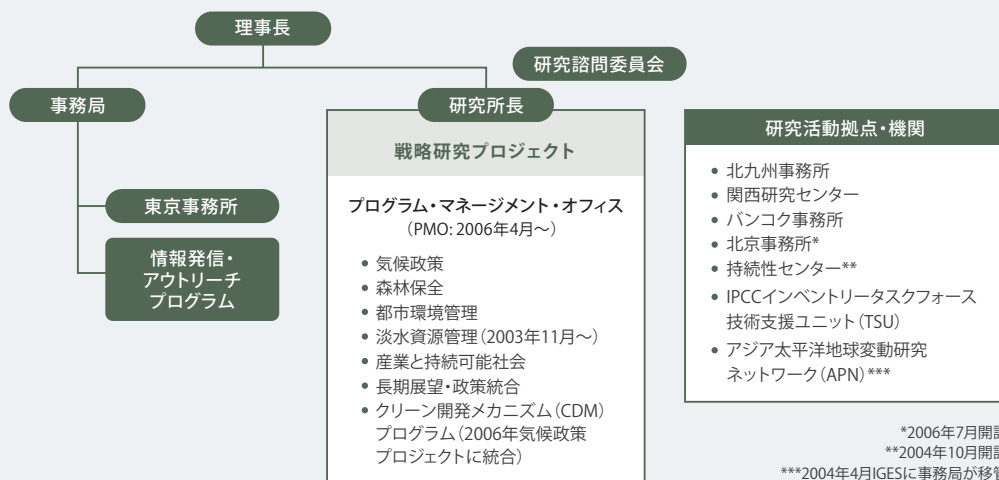 理事長
研究諮問委員会
事務局
研究所長
戦略研究プロジェクト
プログラム・マネージメント・オフィス
(PMO: 2006年4月～)
• 気候政策
• 森林保全
• 都市環境管理
• 淡水資源管理(2003年11月～)
• 産業と持続可能社会
• 長期展望・政策統合
• クリーン開発メカニズム(CDM)
プログラム(2006年気候政策
プロジェクトに統合)
東京事務所
情報発信・
アウトリーチ
プログラム
研究活動拠点・機関
• 北九州事務所
• 関西研究センター
• バンコク事務所
• 北京事務所*
• 持続性センター**
• IPCCインベントリータスクフォース
技術支援ユニット(TSU)
• アジア太平洋地球変動研究
ネットワーク(APN)***
*2006年7月開設
**2004年10月開設
***2004年4月IGESに事務局が移管